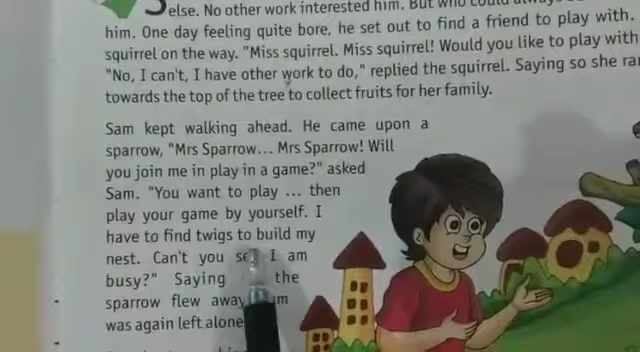 else. No other work interested him. But who could
him. One day feeling quite bore, he set out to find a friend to play with.
squirrel on the way. "Miss squirrel. Miss squirrel! Would you like to play with
"No, I can't, I have other work to do," replied the squirrel. Saying so she
towards the top of the tree to collect fruits for her family.
Sam kept walking ahead. He came upon a
sparrow, "Mrs Sparrow... Mrs Sparrow! Will
you join me in play in a game?" asked
Sam. "You want to play ... then
play your game by yourself. I
have to find twigs to build my
nest. Can't you I am
busy?" Saying the
sparrow flew away
was again left alone